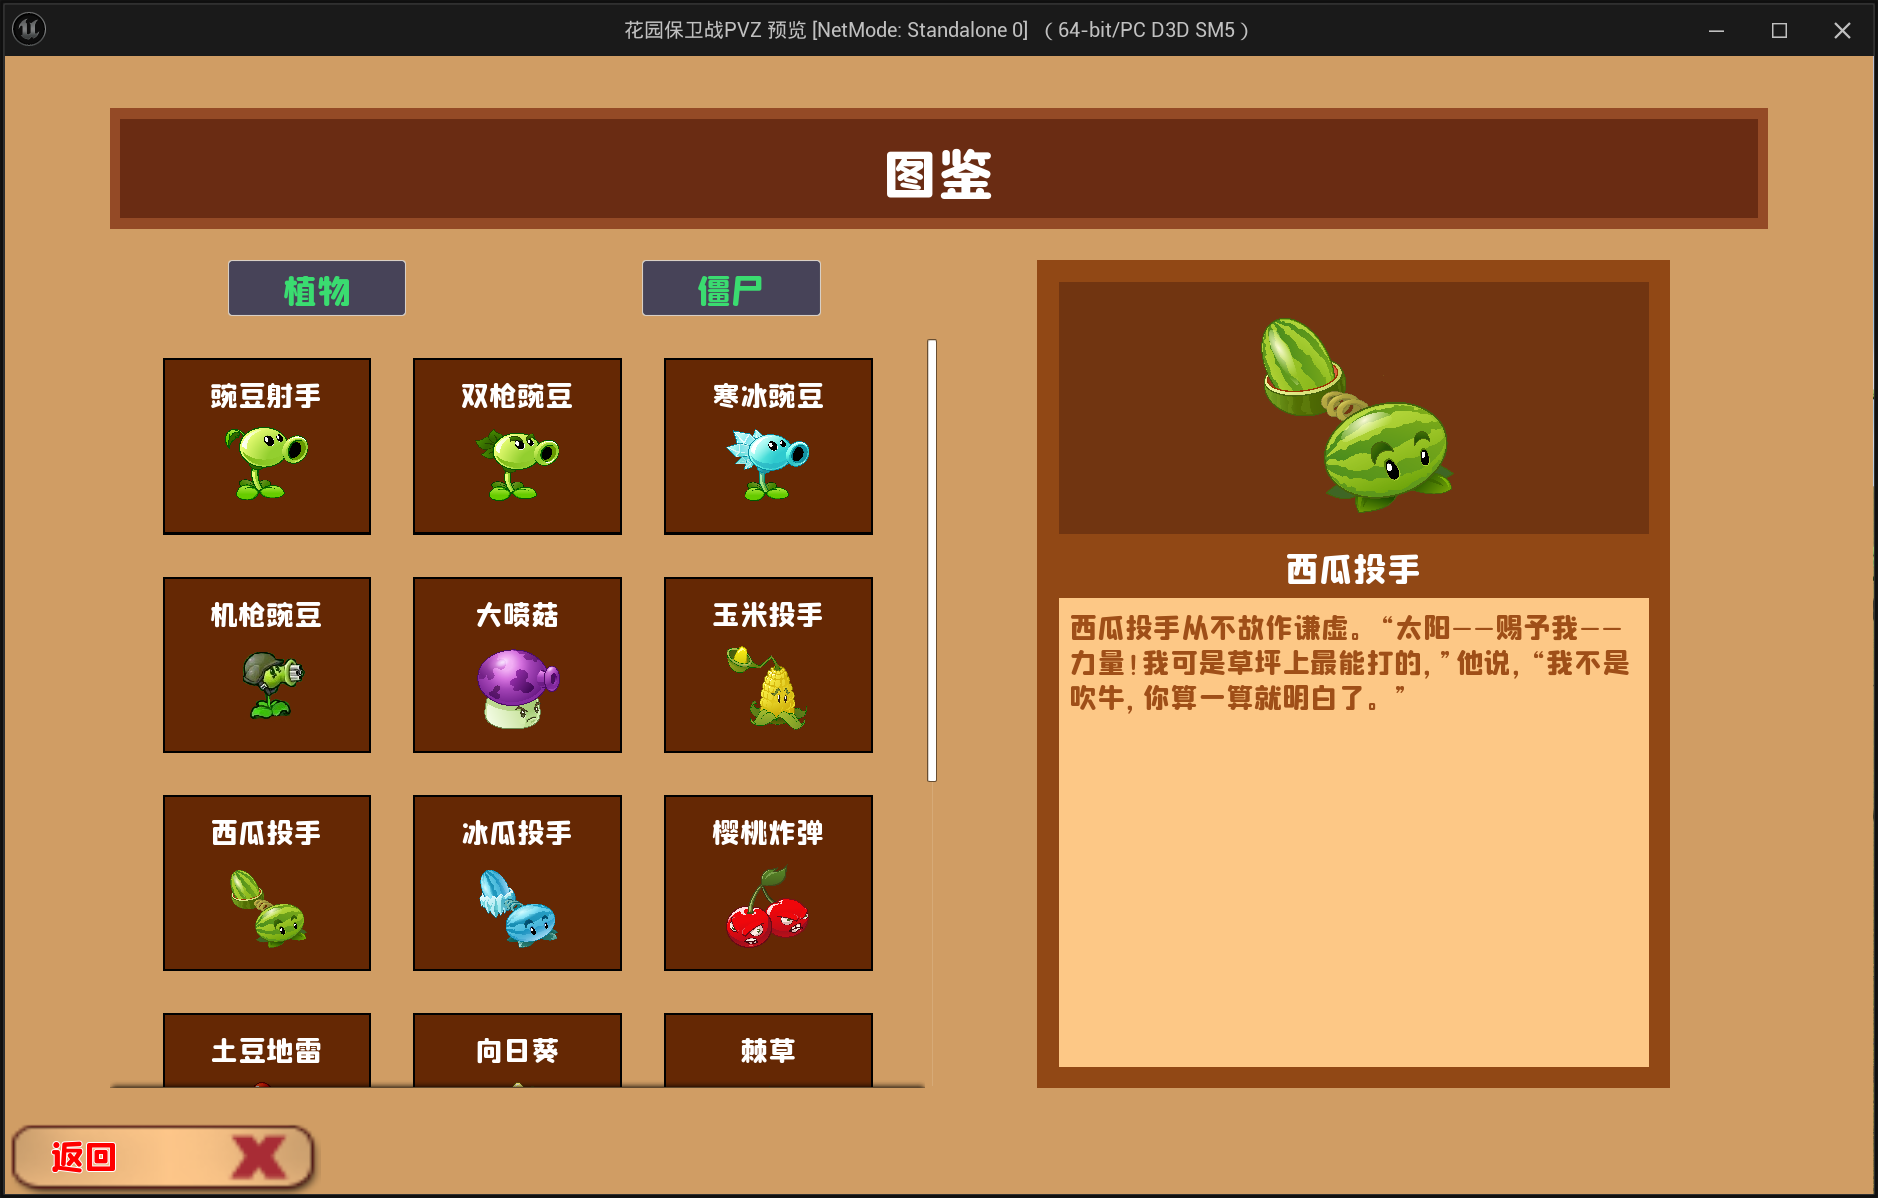 花园保卫战PVZ 预览 [NetMode: Standalone 0] （ 64-bit/PC D3D SM5 ）
图鉴
植物
僵尸
豌豆射手
双枪豌豆
寒冰豌豆
机枪豌豆
大喷菇
玉米投手
西瓜投手
冰瓜投手
樱桃炸弹
土豆地雷
向日葵
棘草
西瓜投手
西瓜投手从不故作谦虚。“太阳——赐予我——
力量！我可是草坪上最能打的，”他说，“我不是
吹牛，你算一算就明白了。”
返回